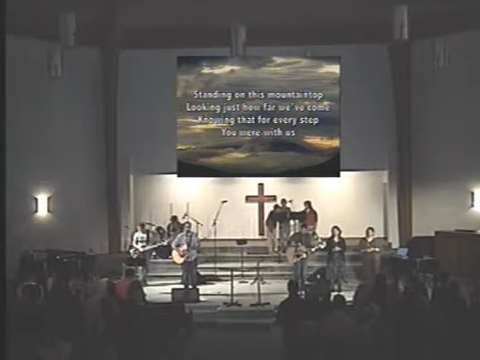 Standing on this mountaintop
Looking just how far we've come
Knowing that for every step
You were with us